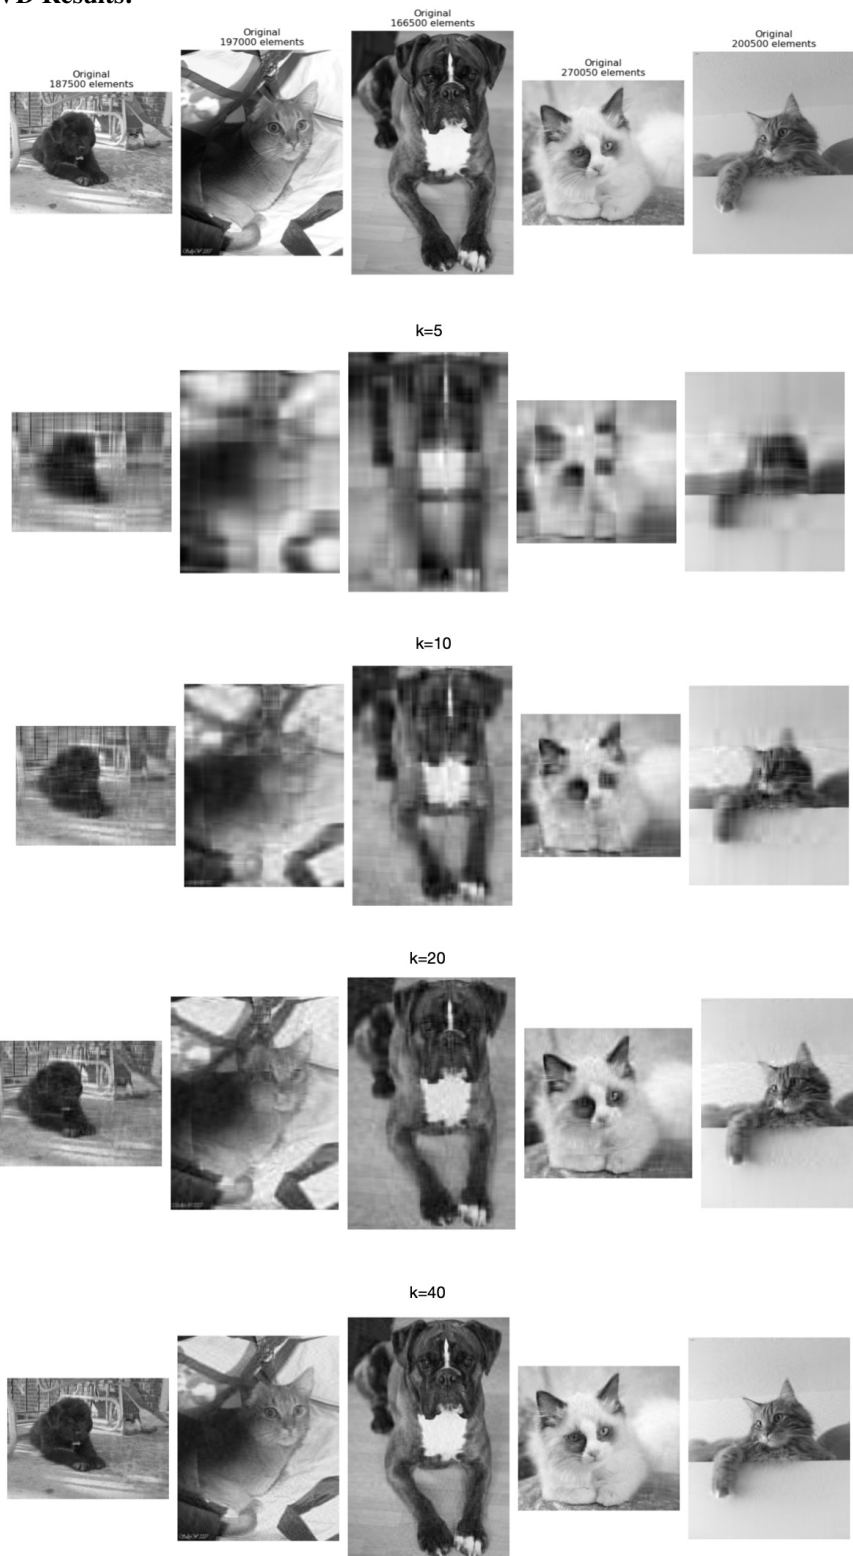 VD Results:
Original
187500 elements
Original
197000 elements
Original
166500 elements
Original
270050 elements
Original
200500 elements
k=5
k=10
k=20
k=40